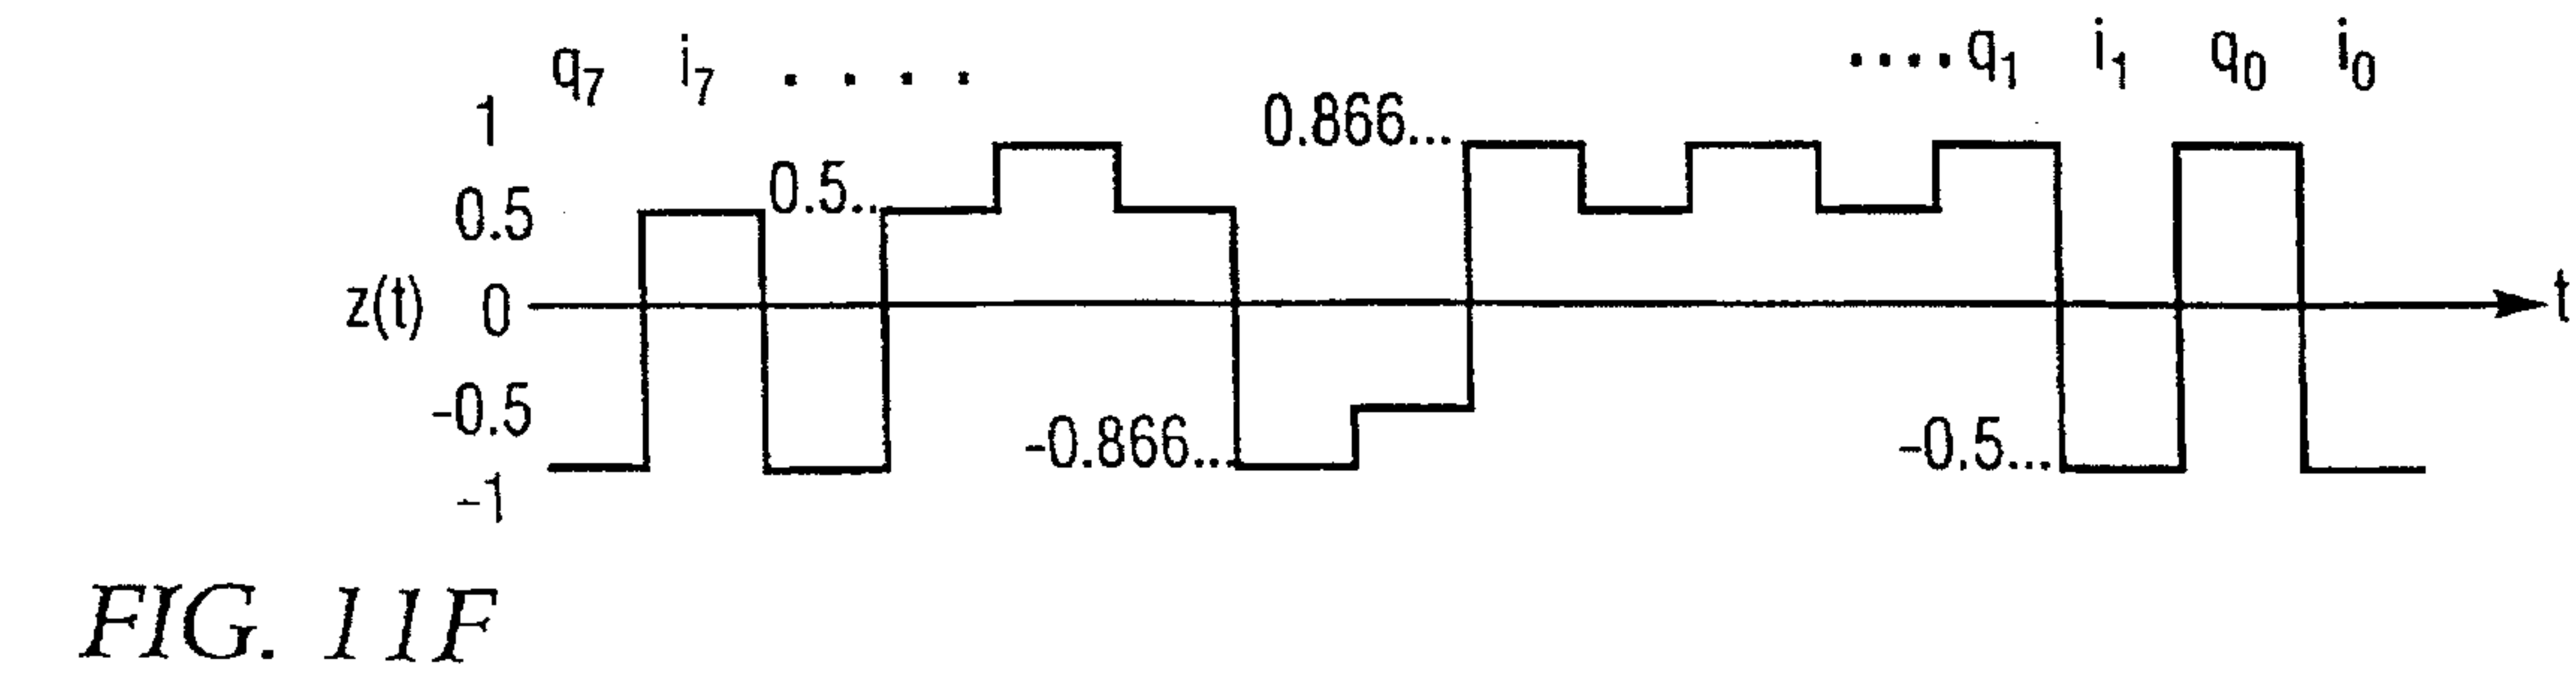 q7 i7 . . . . .... q1 i1 q0 i0
1 0.866...
0.5 0.5..
z(t) 0 t
-0.5 -0.866... -0.5...
-1
FIG. 11F